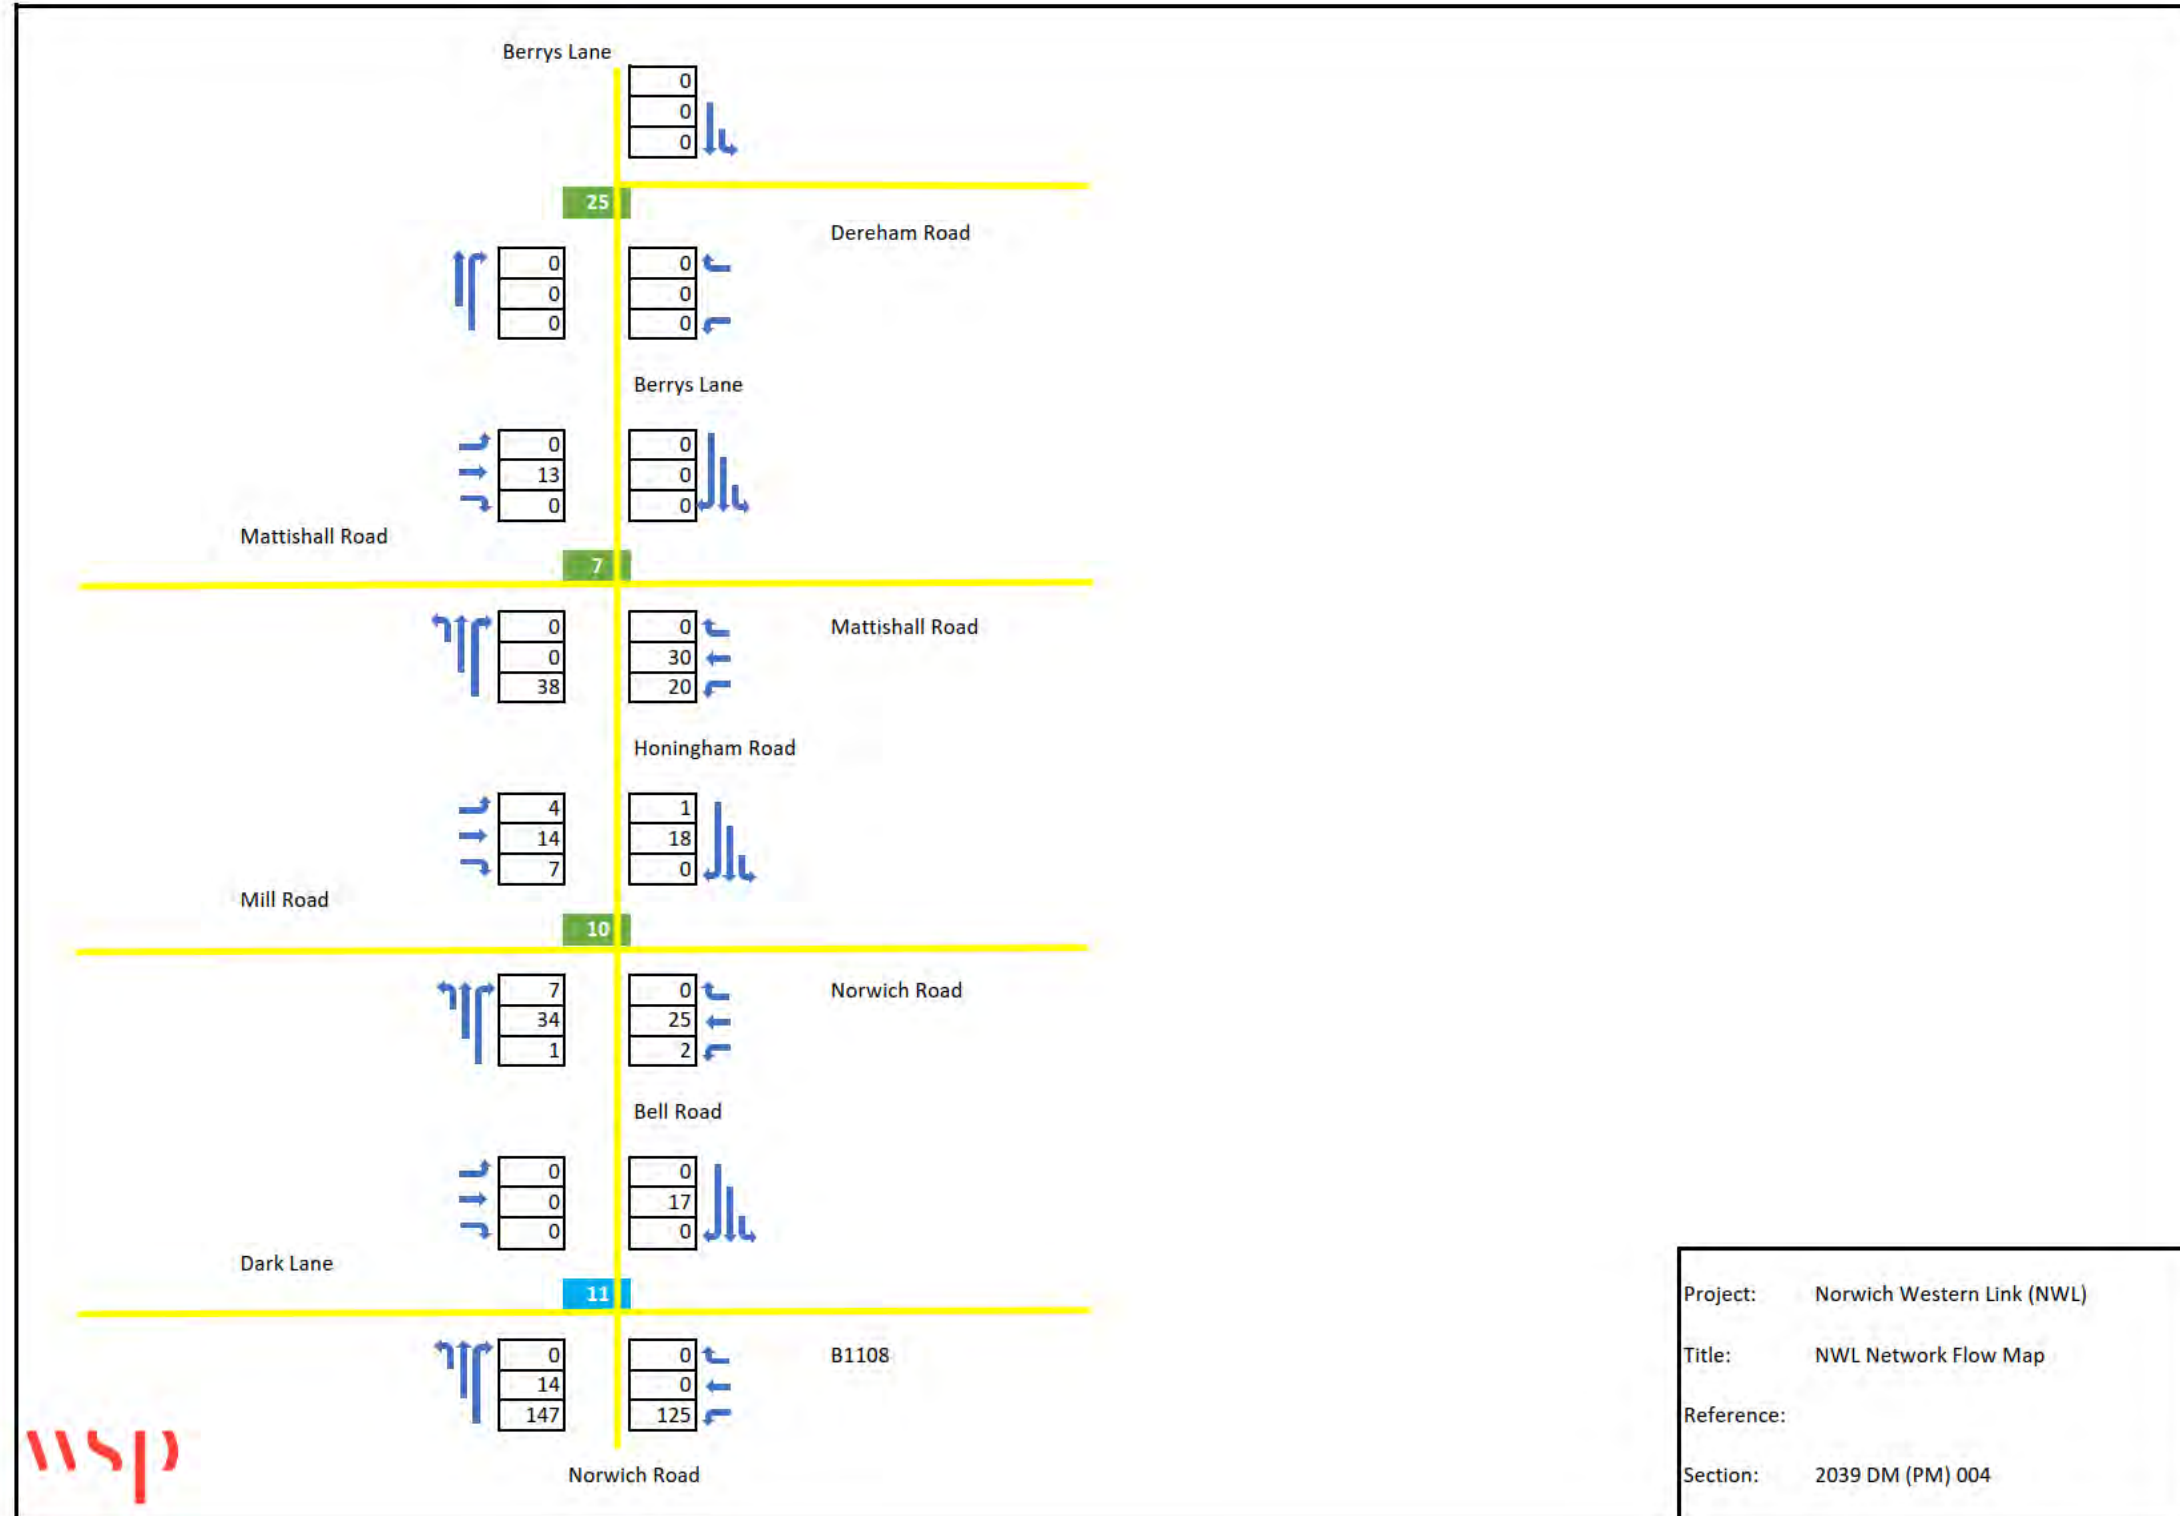 Berrys Lane
0
0
0
25
Dereham Road
0 0
0 0
0 0
Berrys Lane
0 0
13 0
0 0
Mattishall Road
7
0 0 Mattishall Road
0 30
38 20
Honingham Road
4 1
14 18
7 0
Mill Road
10
7 0 Norwich Road
34 25
1 2
Bell Road
0 0
0 17
0 0
Dark Lane
11
0 0 B1108
14 0
147 125
Norwich Road
wsp
Project: Norwich Western Link (NWL)
Title: NWL Network Flow Map
Reference:
Section: 2039 DM (PM) 004